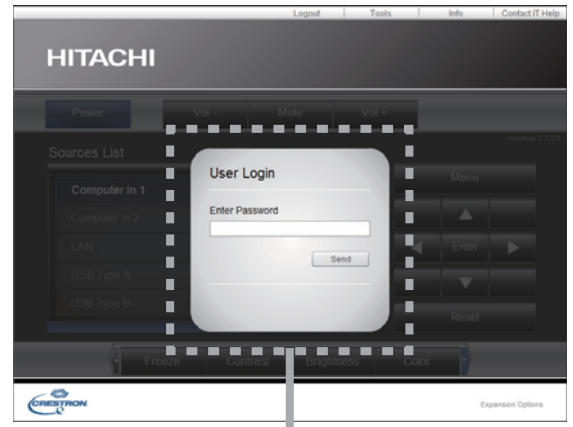 Logout Tools Info Contact IT Help
HITACHI
Power Vol - Mute Vol +
Sources List
Computer in 1
Computer in 2
LAN
USB Type A
USB Type B
User Login
Enter Password
Send
Menu
Enter
Reset
Freeze Contrast Brightness Color
CRESTRON
Expansion Options